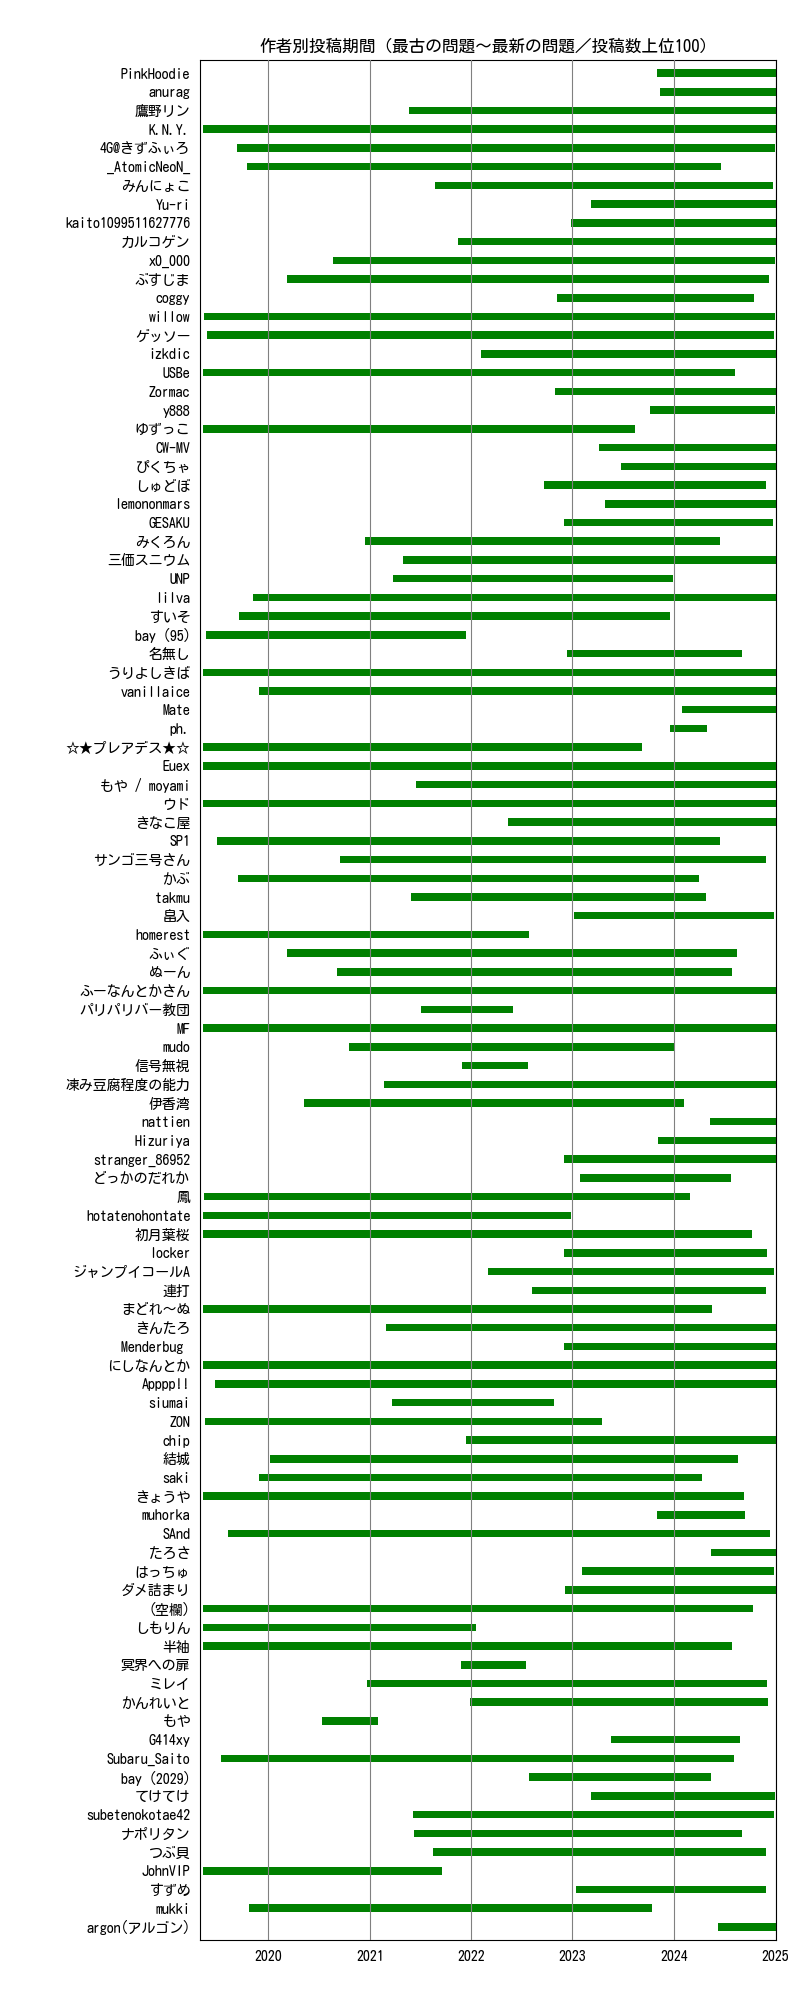 作者別投稿期間（最古の問題～最新の問題／投稿数上位100）
PinkHoodie
anurag
鷹野リン
K.N.Y.
4G@きずふぃろ
_AtomicNeoN_
みんにょこ
Yu-ri
kaito1099511627776
カルコゲン
x0_000
ぶすじま
coggy
willow
ゲッソー
izkdic
USBe
Zormac
y888
ゆずっこ
CW-MV
ぴくちゃ
しゅどぼ
lemononmars
GESAKU
みくろん
三価スニウム
UNP
lilva
すいそ
bay (95)
名無し
うりよしきば
vanillaice
Mate
ph.
☆★プレアデス★☆
Euex
もや / moyami
ウド
きなこ屋
SP1
サンゴ三号さん
かぶ
takmu
畠入
homerest
ふぃぐ
ぬーん
ふーなんとかさん
パリパリバー教団
MF
mudo
信号無視
凍み豆腐程度の能力
伊香湾
nattien
Hizuriya
stranger_86952
どっかのだれか
鳳
hotatenohontate
初月葉桜
locker
ジャンプイコールA
連打
まどれ～ぬ
きんたろ
Menderbug
にしなんとか
Appppll
siumai
ZON
chip
結城
saki
きょうや
muhorka
SAnd
たろさ
はっちゅ
ダメ詰まり
(空欄)
しもりん
半袖
冥界への扉
ミレイ
かんれいと
もや
G414xy
Subaru_Saito
bay (2029)
てけてけ
subetenokotae42
ナポリタン
つぶ貝
JohnVIP
すずめ
mukki
argon(アルゴン)
2020 2021 2022 2023 2024 2025